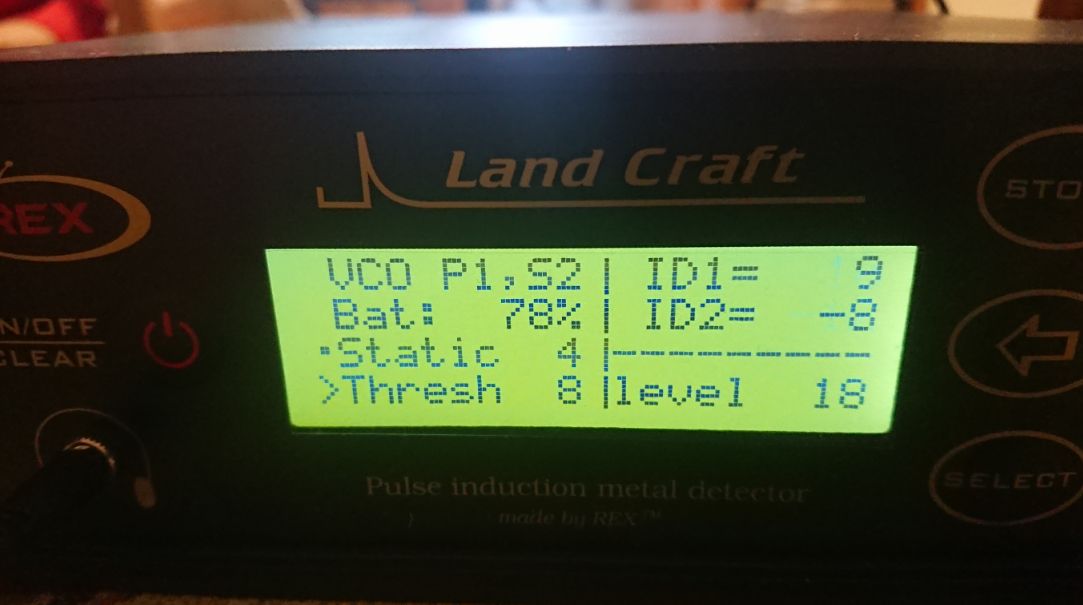 Land Craft
REX
STO
VCO P1,S2 | ID1= 9
Bat: 78% | ID2= -8
·Static 4 |---------
>Thresh 8 |level 18
N/OFF
CLEAR
SELECT
Pulse induction metal detector
made by REX™